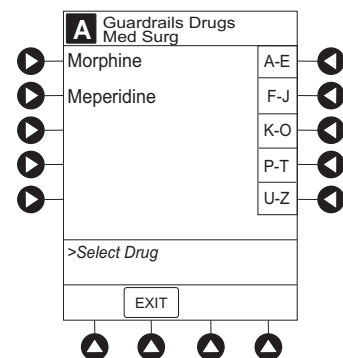 A Guardrails Drugs
Med Surg
Morphine A-E
Meperidine F-J
K-O
P-T
U-Z
>Select Drug
EXIT